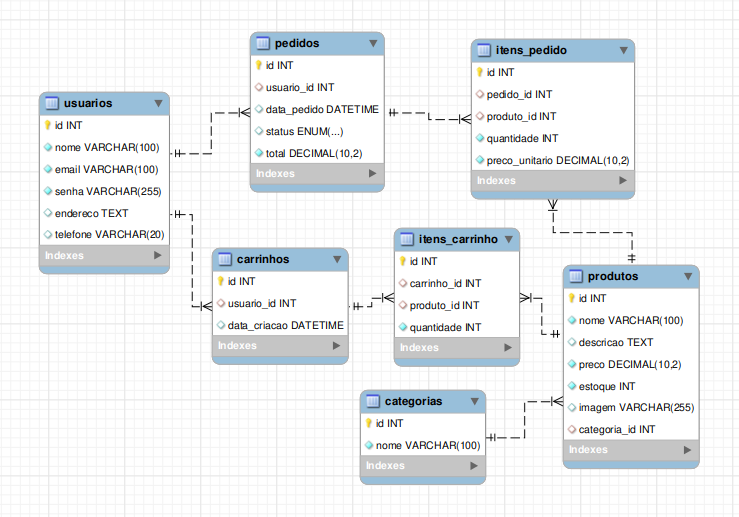 pedidos
id INT
usuario_id INT
data_pedido DATETIME
status ENUM(...)
total DECIMAL(10,2)
Indexes
itens_pedido
id INT
pedido_id INT
produto_id INT
quantidade INT
preco_unitario DECIMAL(10,2)
Indexes
usuarios
id INT
nome VARCHAR(100)
email VARCHAR(100)
senha VARCHAR(255)
endereco TEXT
telefone VARCHAR(20)
Indexes
carrinhos
id INT
usuario_id INT
data_criacao DATETIME
Indexes
itens_carrinho
id INT
carrinho_id INT
produto_id INT
quantidade INT
Indexes
produtos
id INT
nome VARCHAR(100)
descricao TEXT
preco DECIMAL(10,2)
estoque INT
imagem VARCHAR(255)
categoria_id INT
Indexes
categorias
id INT
nome VARCHAR(100)
Indexes